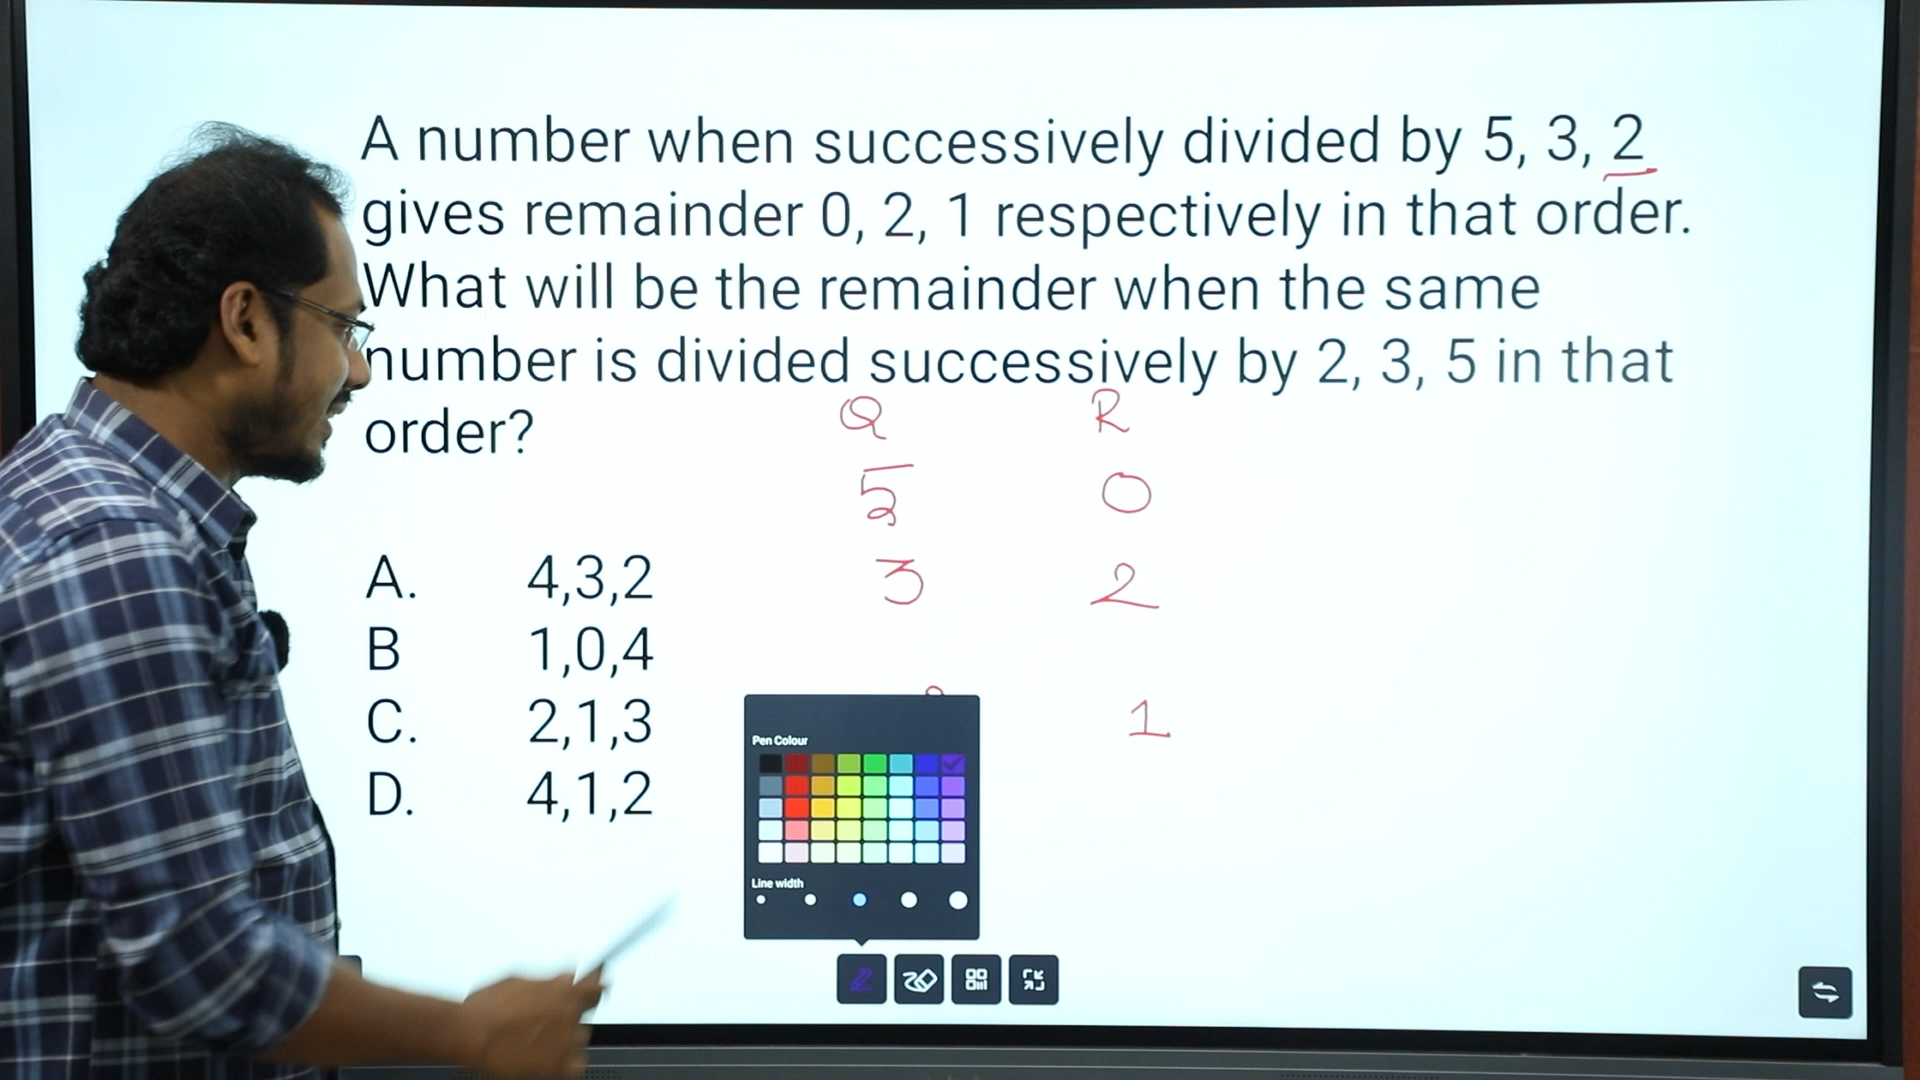 A number when successively divided by 5, 3, 2
gives remainder 0, 2, 1 respectively in that order.
What will be the remainder when the same
number is divided successively by 2, 3, 5 in that
order?
Q R
5 0
3 2
1
A. 4,3,2
B 1,0,4
C. 2,1,3
D. 4,1,2
Pen Colour
Line width